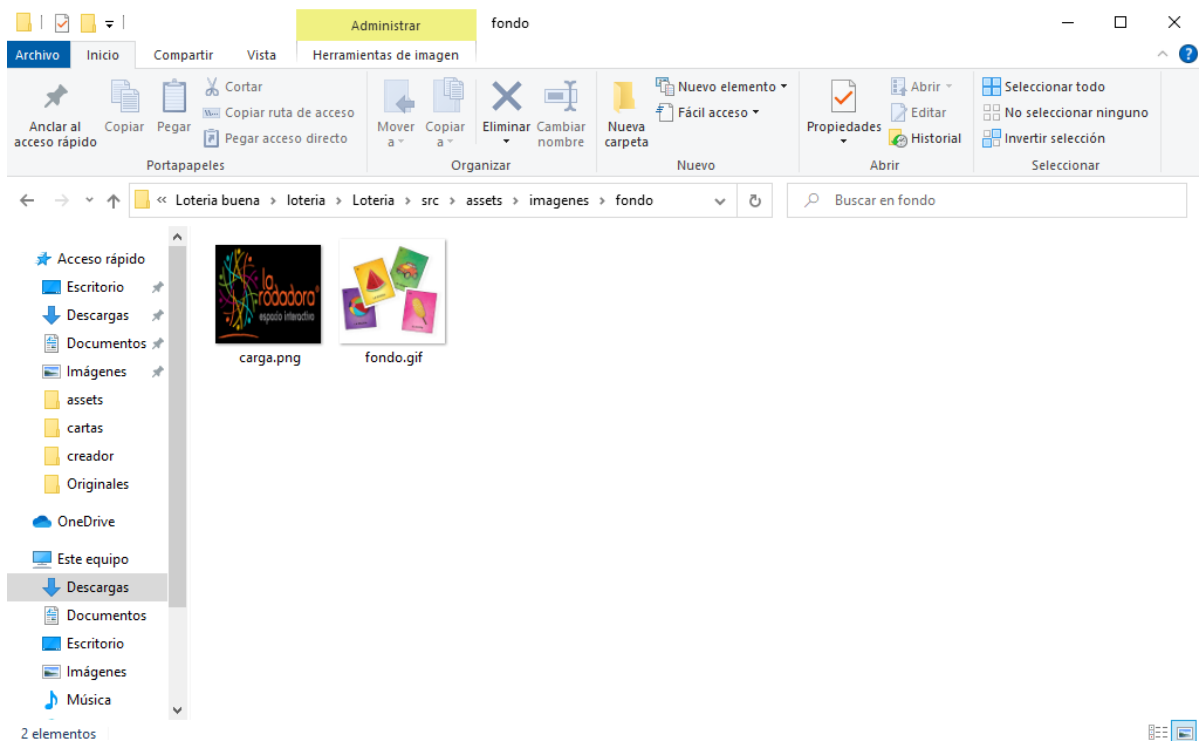 Administrar
fondo
Archivo
Inicio
Compartir
Vista
Herramientas de imagen
Anclar al
acceso rápido
Copiar
Pegar
Cortar
Copiar ruta de acceso
Pegar acceso directo
Portapapeles
Mover
a
Copiar
a
Eliminar
Cambiar
nombre
Organizar
Nueva
carpeta
Nuevo elemento
Fácil acceso
Nuevo
Propiedades
Abrir
Editar
Historial
Abrir
Seleccionar todo
No seleccionar ninguno
Invertir selección
Seleccionar
« Loteria buena > loteria > Loteria > src > assets > imagenes > fondo
Buscar en fondo
Acceso rápido
Escritorio
Descargas
Documentos
Imágenes
assets
cartas
creador
Originales
OneDrive
Este equipo
Descargas
Documentos
Escritorio
Imágenes
Música
la
rodadora
espacio interactivo
carga.png
fondo.gif
2 elementos